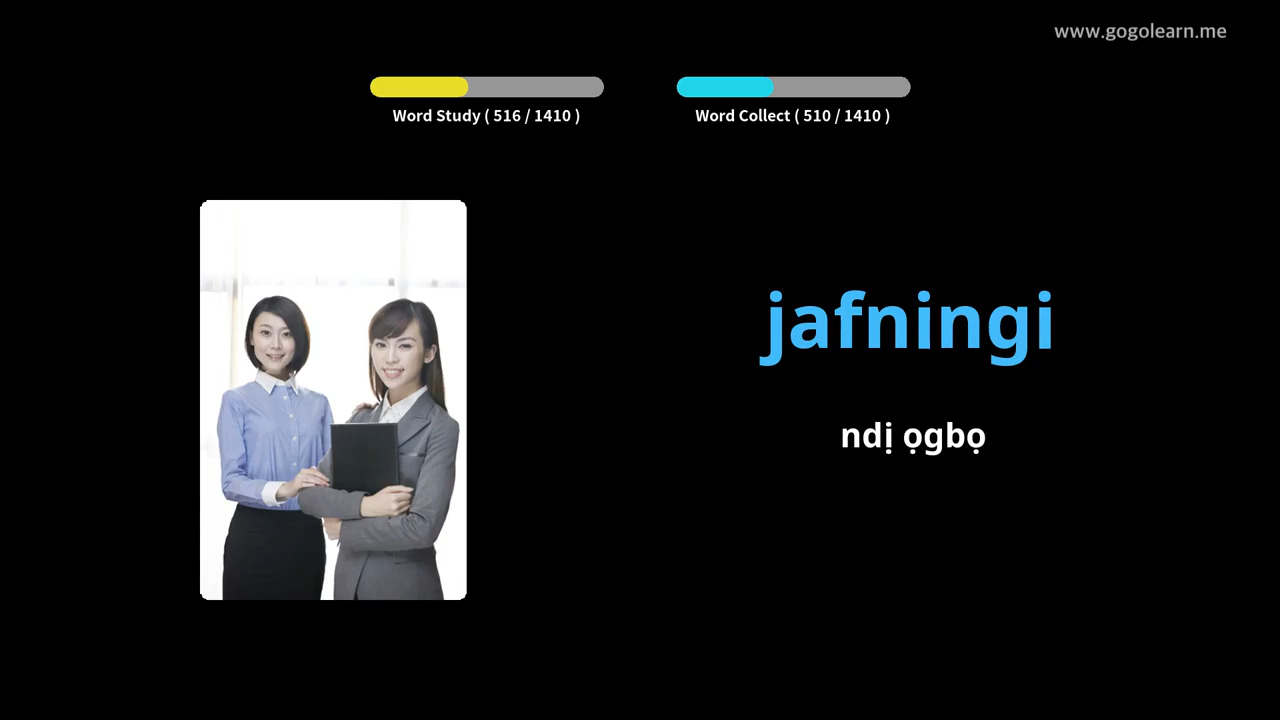 www.gogolearn.me
Word Study ( 516 / 1410 )
Word Collect ( 510 / 1410 )
jafningi
ndị ọgbọ